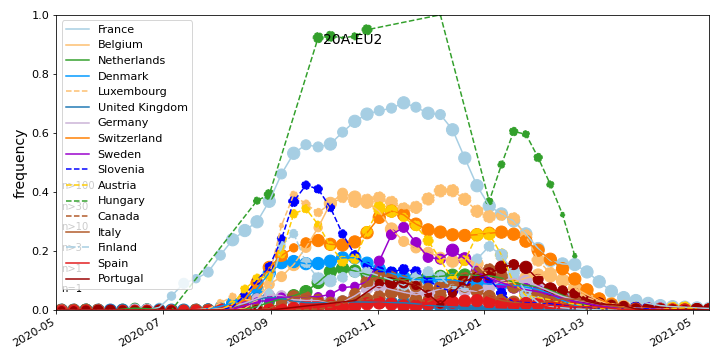 1.0
0.8
0.6
0.4
0.2
0.0
frequency
20A.EU2
France
Belgium
Netherlands
Denmark
Luxembourg
United Kingdom
Germany
Switzerland
Sweden
Slovenia
Austria
Hungary
Canada
Italy
Finland
Spain
Portugal
n>100
n>30
n>10
n>3
n>1
n=1
2020-05
2020-07
2020-09
2020-11
2021-01
2021-03
2021-05